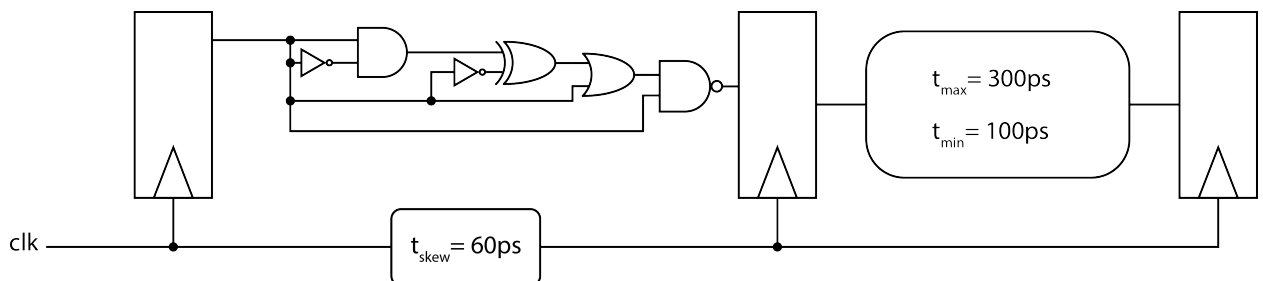 t_max= 300ps
t_min= 100ps
clk
t_skew= 60ps